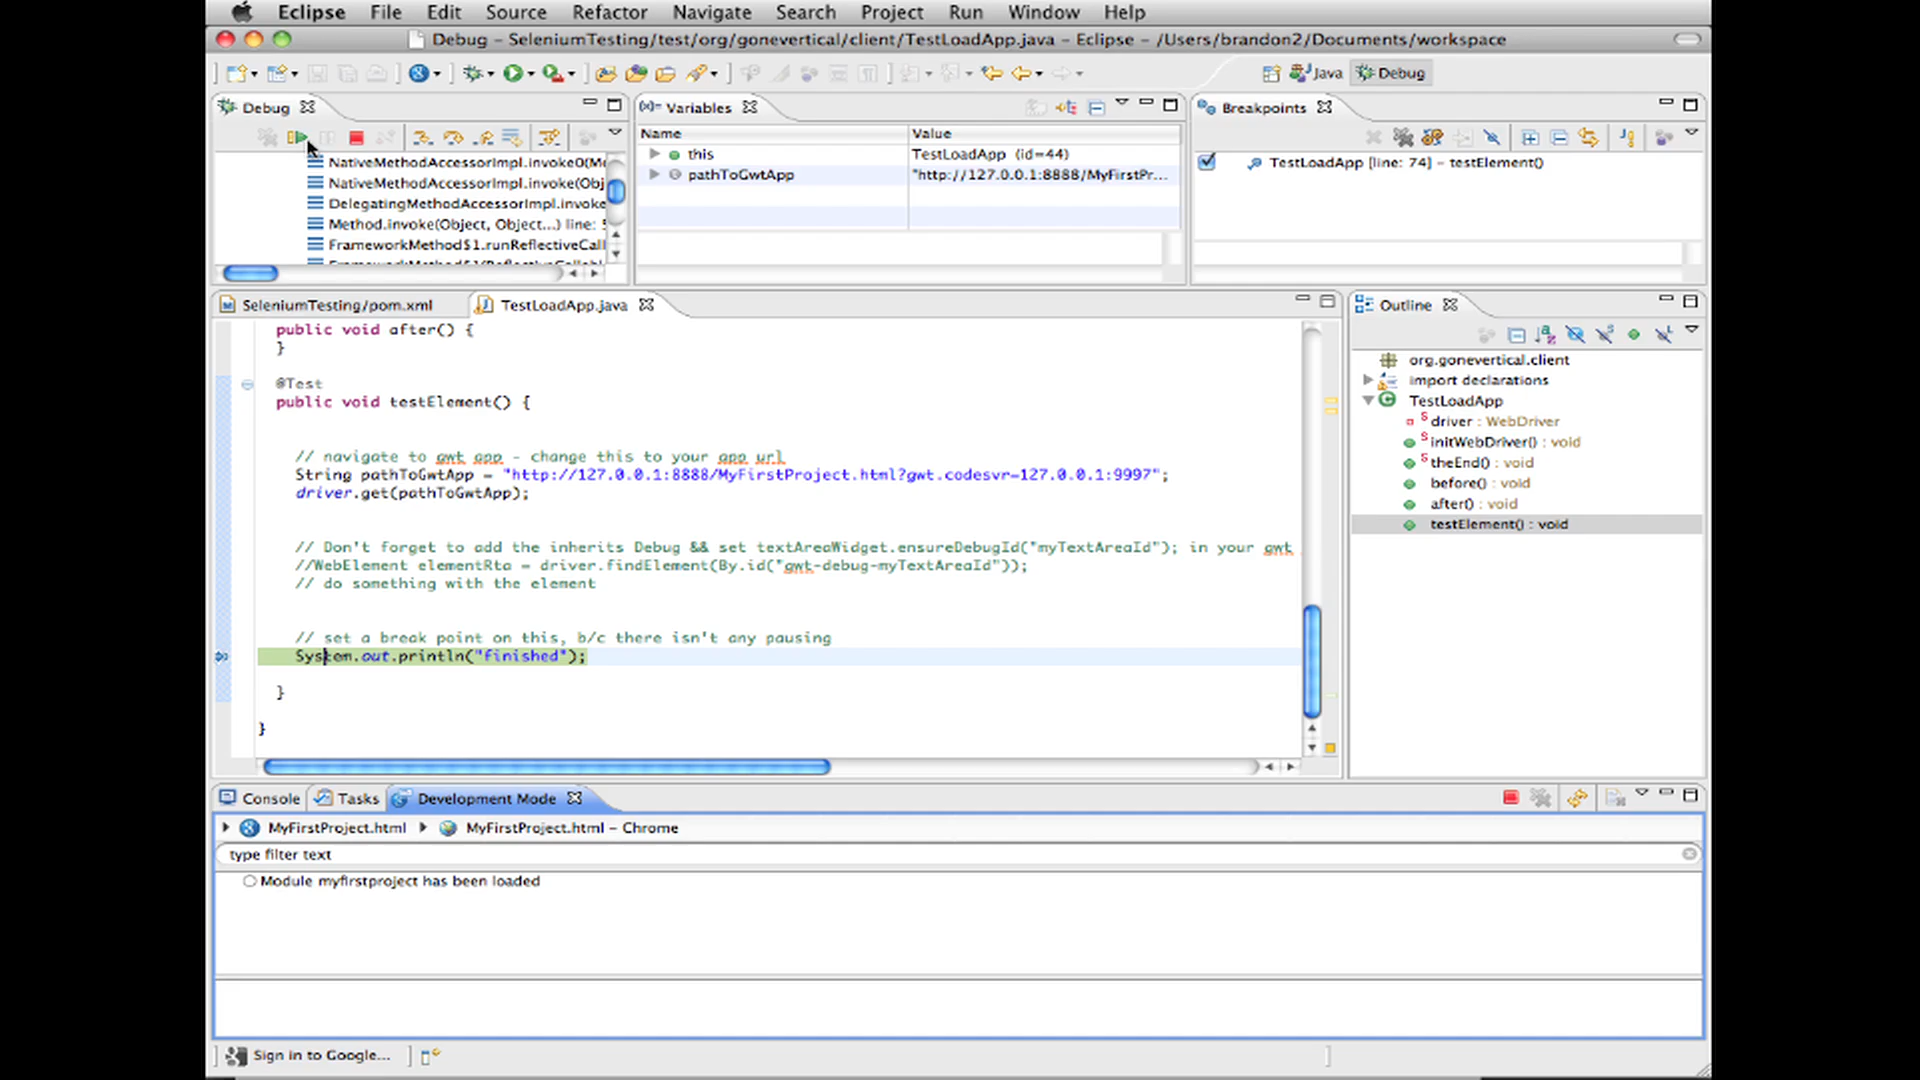 Eclipse File Edit Source Refactor Navigate Search Project Run Window Help
Debug – SeleniumTesting/test/org/gonevertical/client/TestLoadApp.java – Eclipse – /Users/brandon2/Documents/workspace
Java Debug
Debug
NativeMethodAccessorImpl.invoke0(M
NativeMethodAccessorImpl.invoke(Obj
DelegatingMethodAccessorImpl.invoke
Method.invoke(Object, Object...) line:
FrameworkMethod$1.runReflectiveCall
(x)= Variables
Name Value
this TestLoadApp (id=44)
pathToGwtApp "http://127.0.0.1:8888/MyFirstPr...
Breakpoints
TestLoadApp [line: 74] – testElement()
SeleniumTesting/pom.xml TestLoadApp.java
public void after() {
}
@Test
public void testElement() {
// navigate to gwt app - change this to your app url
String pathToGwtApp = "http://127.0.0.1:8888/MyFirstProject.html?gwt.codesvr=127.0.0.1:9997";
driver.get(pathToGwtApp);
// Don't forget to add the inherits Debug && set textAreaWidget.ensureDebugId("myTextAreaId"); in your gwt
//WebElement elementRta = driver.findElement(By.id("gwt-debug-myTextAreaId"));
// do something with the element
// set a break point on this, b/c there isn't any pausing
System.out.println("finished");
}
}
Outline
org.gonevertical.client
import declarations
TestLoadApp
driver : WebDriver
initWebDriver() : void
theEnd() : void
before() : void
after() : void
testElement() : void
Console Tasks Development Mode
MyFirstProject.html MyFirstProject.html – Chrome
type filter text
Module myfirstproject has been loaded
Sign in to Google...